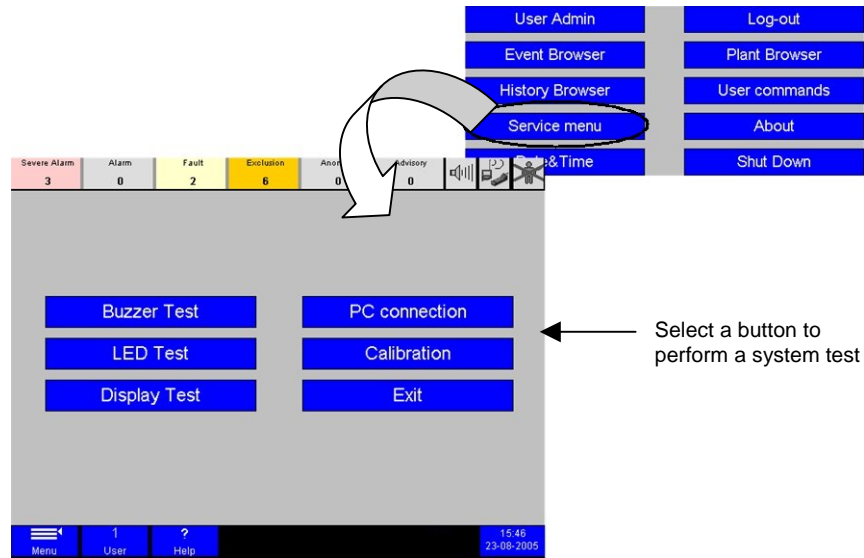 User Admin Log-out
Event Browser Plant Browser
History Browser User commands
Service menu About
e&Time Shut Down
Severe Alarm Alarm Fault Exclusion Anom Advisory
3 0 2 6 0 0
Buzzer Test PC connection
LED Test Calibration
Display Test Exit
Select a button to
perform a system test
1 ? 15:46
Menu User Help 23-08-2005